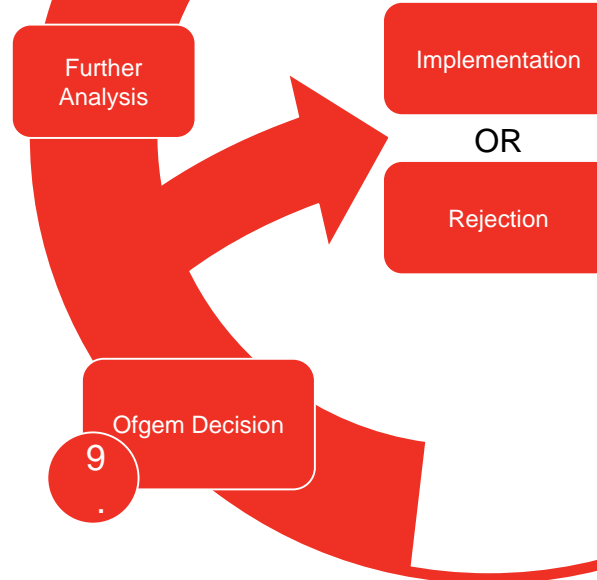 Further
Analysis
Implementation
OR
Rejection
Ofgem Decision
9
.